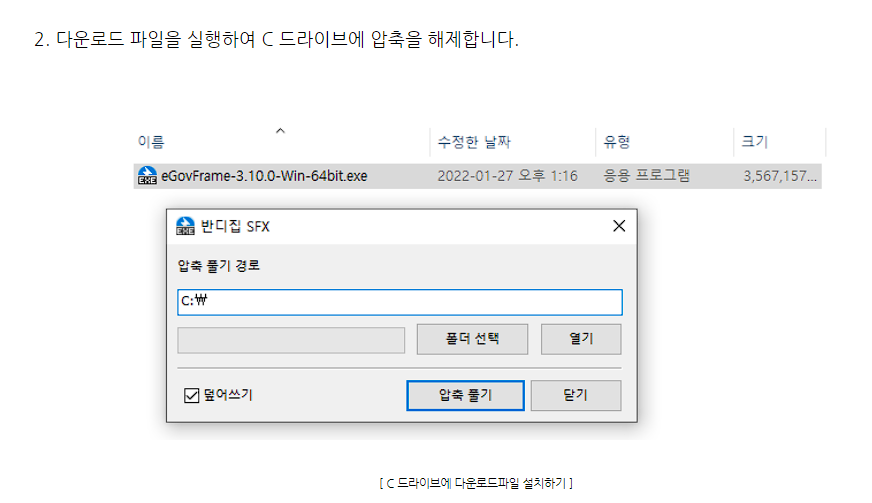 2. 다운로드 파일을 실행하여 C 드라이브에 압축을 해제합니다.
이름 수정한 날짜 유형 크기
eGovFrame-3.10.0-Win-64bit.exe 2022-01-27 오후 1:16 응용 프로그램 3,567,157...
반디집 SFX
압축 풀기 경로
C:₩
폴더 선택 열기
덮어쓰기 압축 풀기 닫기
[ C 드라이브에 다운로드파일 설치하기 ]